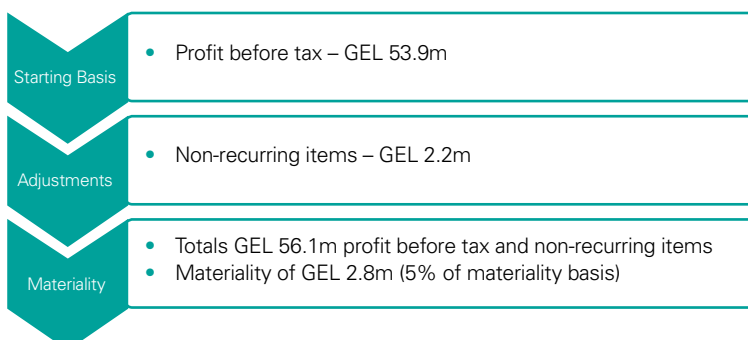 Starting Basis
• Profit before tax – GEL 53.9m
Adjustments
• Non-recurring items – GEL 2.2m
Materiality
• Totals GEL 56.1m profit before tax and non-recurring items
• Materiality of GEL 2.8m (5% of materiality basis)